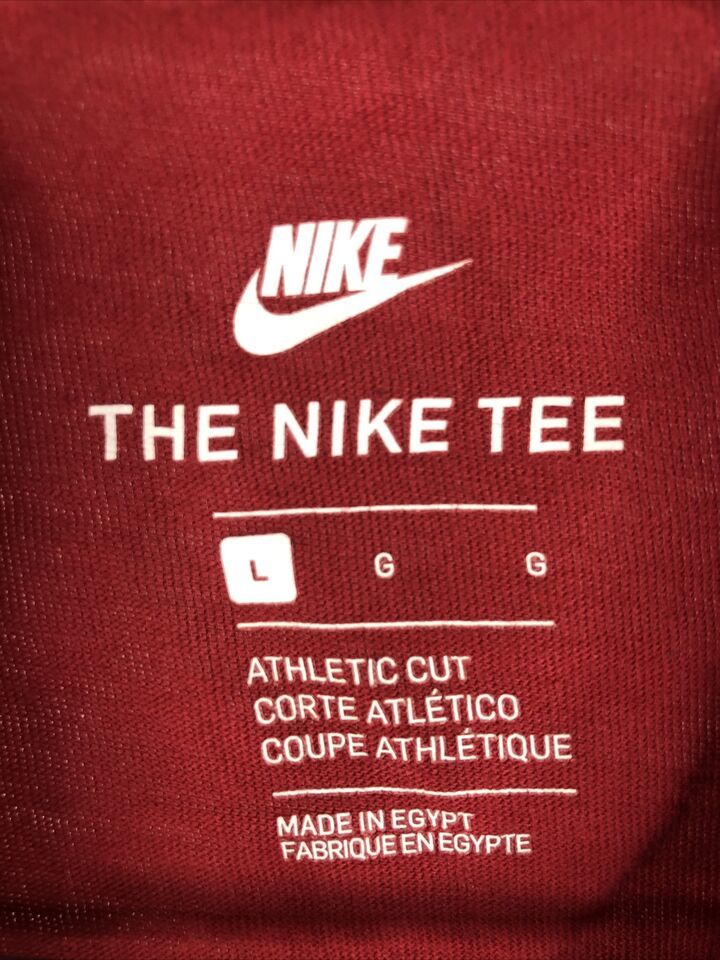 NIKE
THE NIKE TEE
L G G
ATHLETIC CUT
CORTE ATLÉTICO
COUPE ATHLÉTIQUE
MADE IN EGYPT
FABRIQUE EN EGYPTE